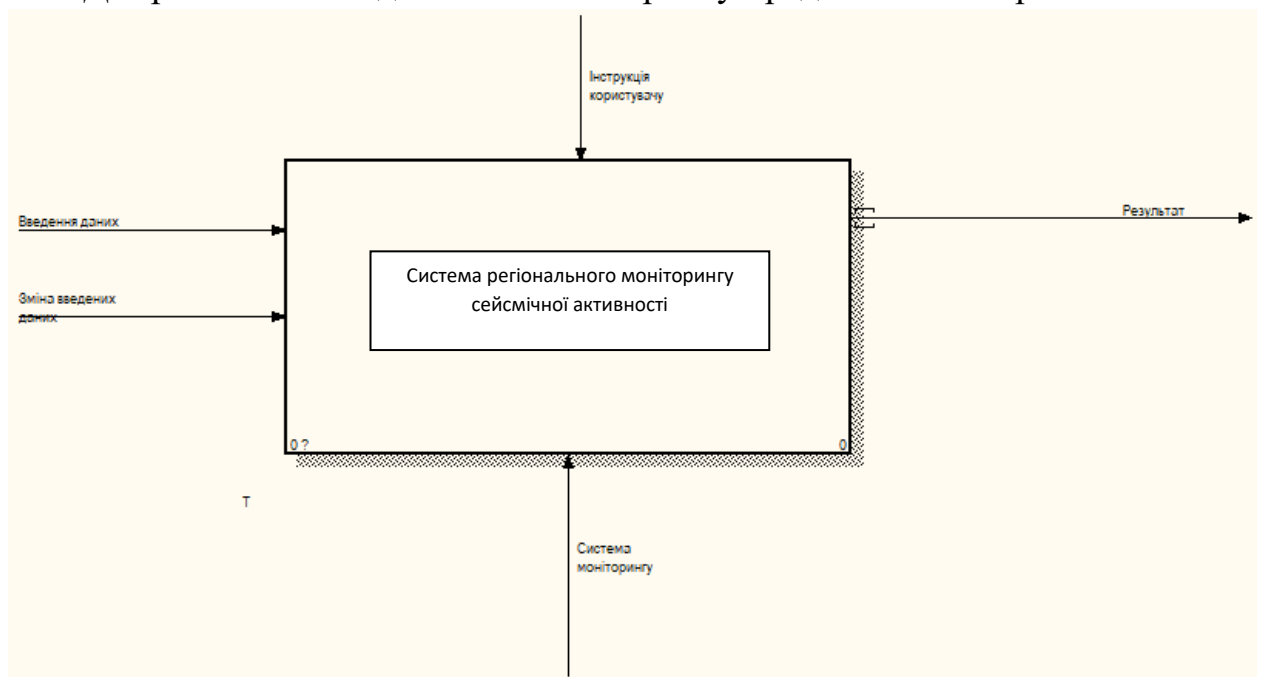 Інструкція
користувачу
Введення даних
Результат
Система регіонального моніторингу
сейсмічної активності
Зміна введених
даних
0 ?
0
T
Система
моніторингу